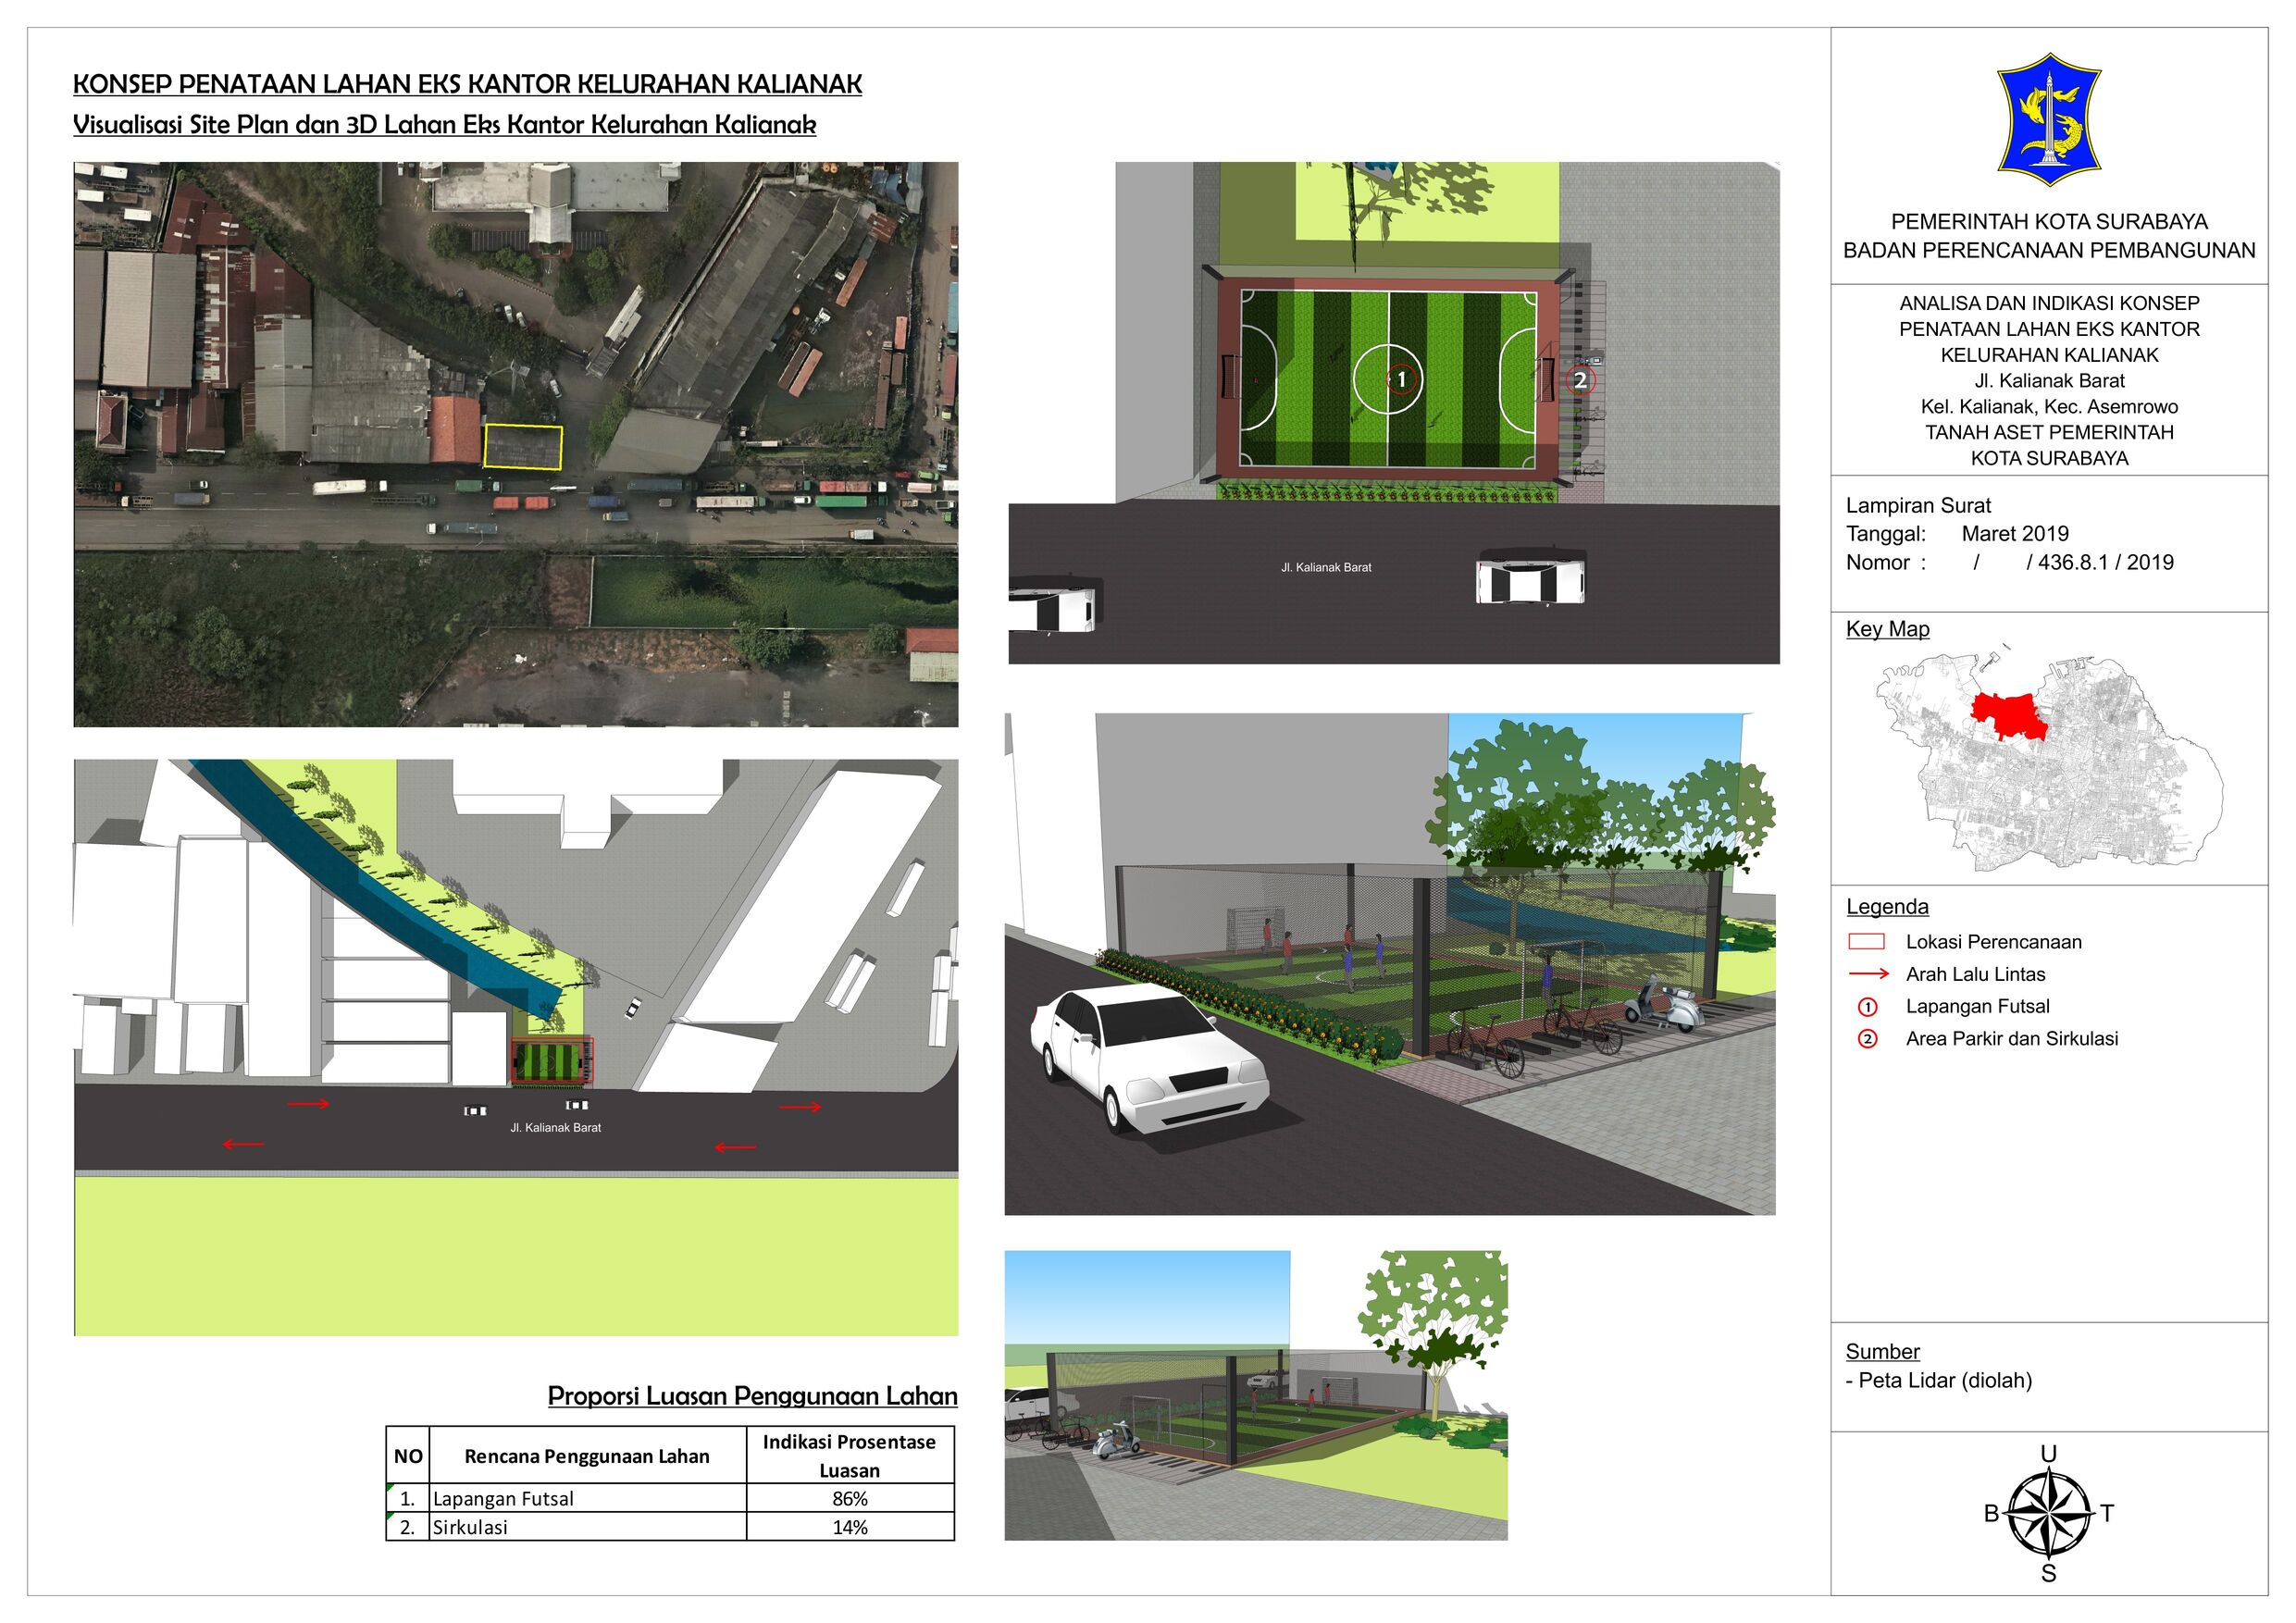 KONSEP PENATAAN LAHAN EKS KANTOR KELURAHAN KALIANAK
Visualisasi Site Plan dan 3D Lahan Eks Kantor Kelurahan Kalianak
1
2
Jl. Kalianak Barat
Jl. Kalianak Barat
Proporsi Luasan Penggunaan Lahan
NO Rencana Penggunaan Lahan Indikasi Prosentase
Luasan
1. Lapangan Futsal 86%
2. Sirkulasi 14%
PEMERINTAH KOTA SURABAYA
BADAN PERENCANAAN PEMBANGUNAN
ANALISA DAN INDIKASI KONSEP
PENATAAN LAHAN EKS KANTOR
KELURAHAN KALIANAK
Jl. Kalianak Barat
Kel. Kalianak, Kec. Asemrowo
TANAH ASET PEMERINTAH
KOTA SURABAYA
Lampiran Surat
Tanggal: Maret 2019
Nomor : / / 436.8.1 / 2019
Key Map
Legenda
Lokasi Perencanaan
Arah Lalu Lintas
1 Lapangan Futsal
2 Area Parkir dan Sirkulasi
Sumber
- Peta Lidar (diolah)
U
B T
S